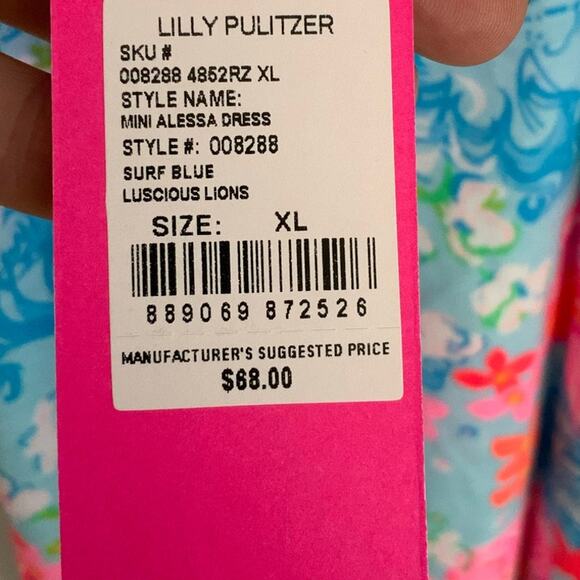 LILLY PULITZER
SKU #
008288 4852RZ XL
STYLE NAME:
MINI ALESSA DRESS
STYLE #: 008288
SURF BLUE
LUSCIOUS LIONS
SIZE: XL
889069 872526
MANUFACTURER'S SUGGESTED PRICE
$68.00